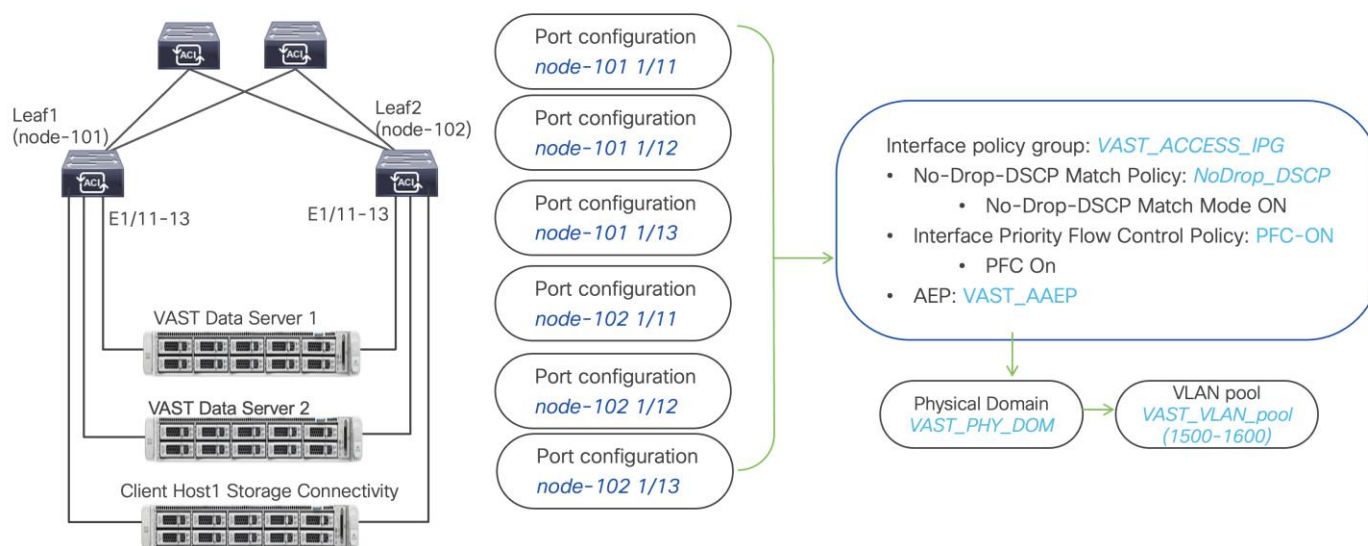 ACI
ACI
Leaf1
(node-101)
Leaf2
(node-102)
ACI
ACI
E1/11-13
E1/11-13
VAST Data Server 1
VAST Data Server 2
Client Host1 Storage Connectivity
Port configuration
node-101 1/11
Port configuration
node-101 1/12
Port configuration
node-101 1/13
Port configuration
node-102 1/11
Port configuration
node-102 1/12
Port configuration
node-102 1/13
Interface policy group: VAST_ACCESS_IPG
• No-Drop-DSCP Match Policy: NoDrop_DSCP
• No-Drop-DSCP Match Mode ON
• Interface Priority Flow Control Policy: PFC-ON
• PFC On
• AEP: VAST_AAEP
Physical Domain
VAST_PHY_DOM
VLAN pool
VAST_VLAN_pool
(1500-1600)